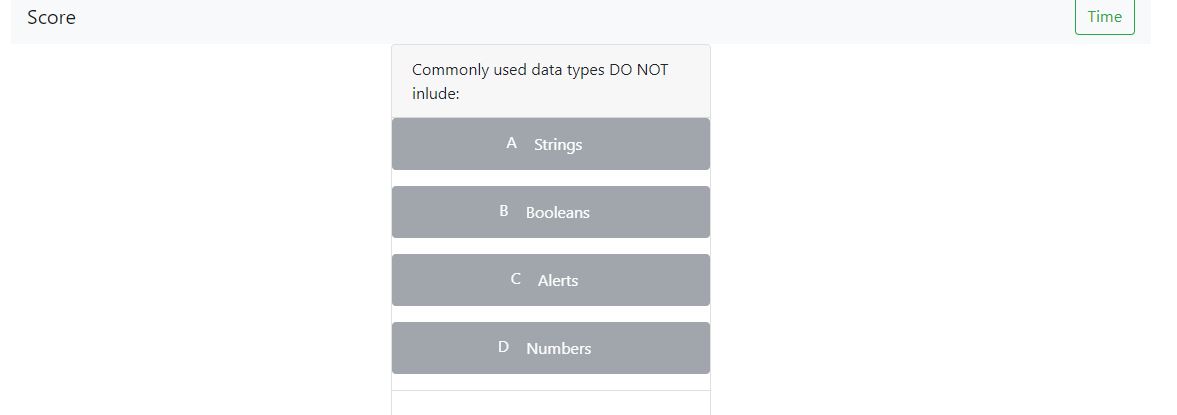 Score
Time
Commonly used data types DO NOT
inlude:
A Strings
B Booleans
C Alerts
D Numbers